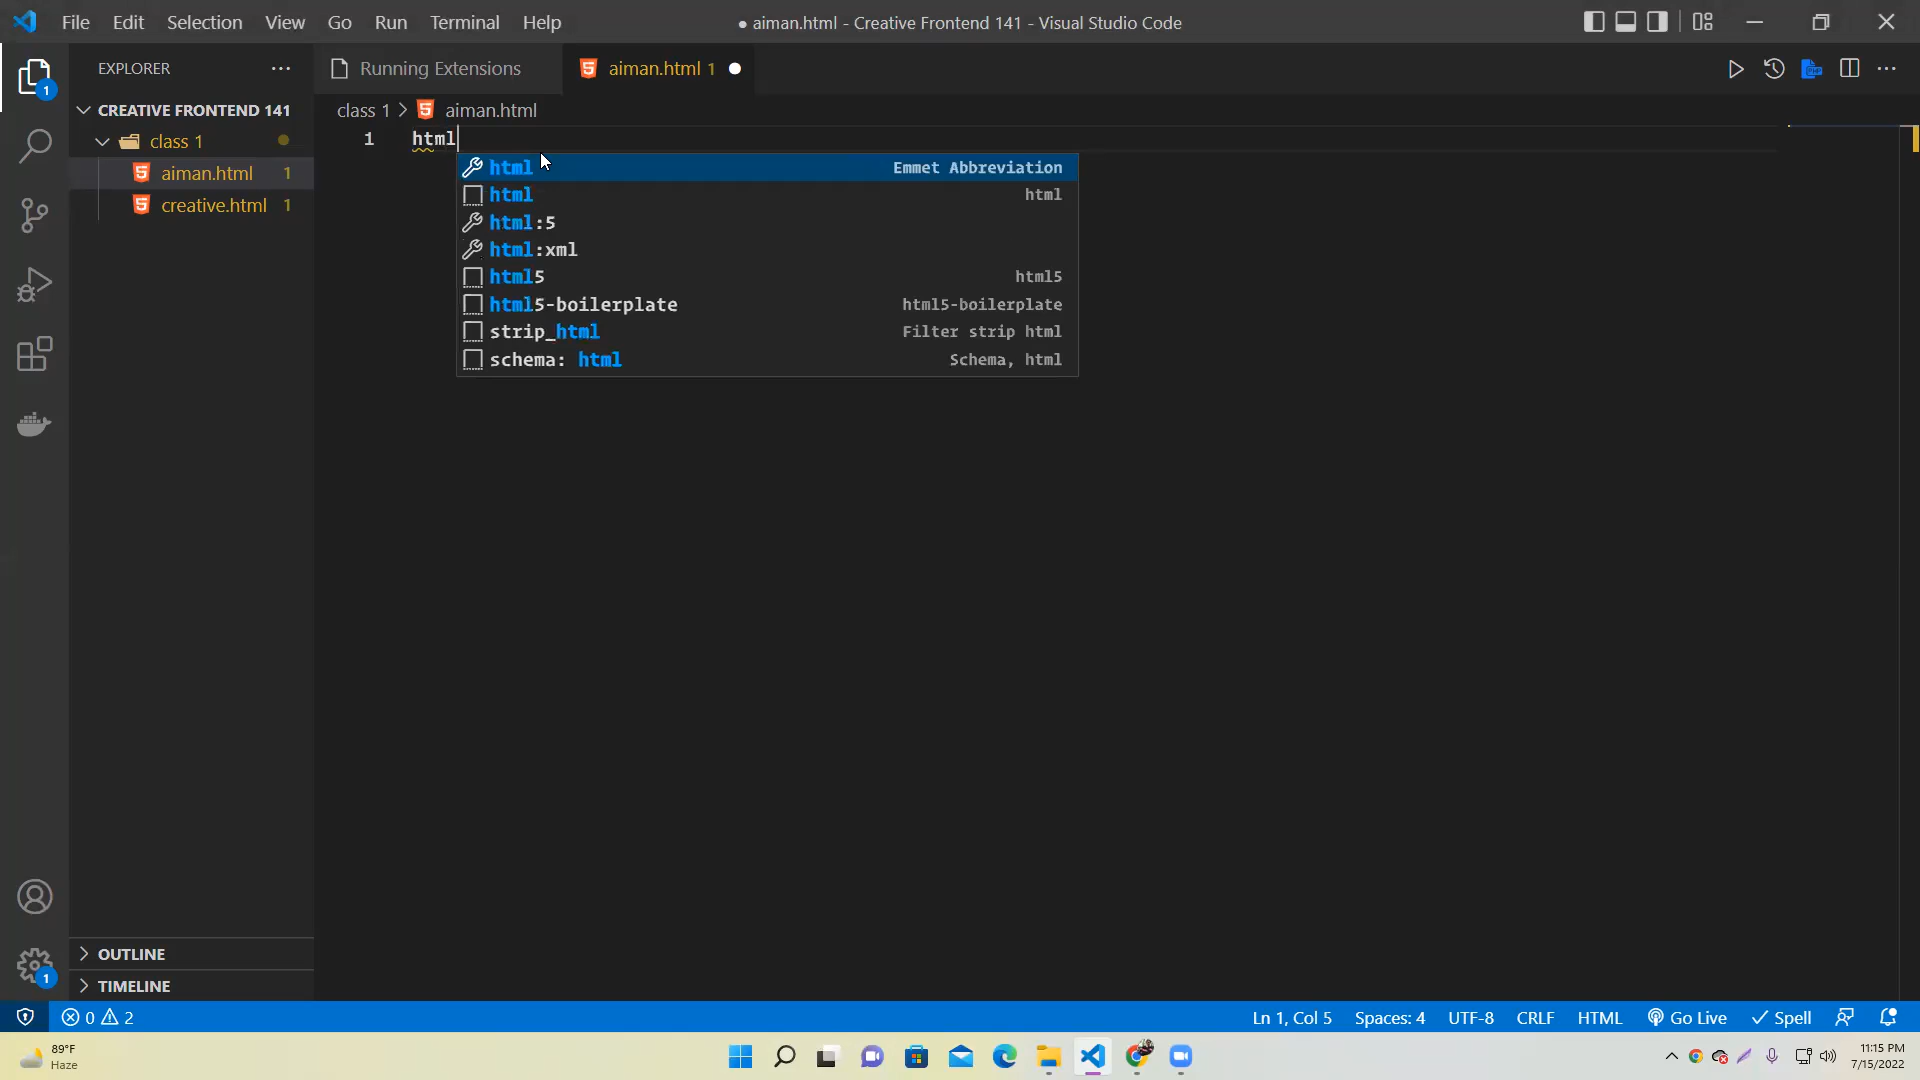 File Edit Selection View Go Run Terminal Help
● aiman.html - Creative Frontend 141 - Visual Studio Code
EXPLORER
Running Extensions
aiman.html 1
CREATIVE FRONTEND 141
class 1
aiman.html 1
creative.html 1
class 1 > aiman.html
1 html
html Emmet Abbreviation
html html
html:5
html:xml
html5 html5
html5-boilerplate html5-boilerplate
strip_html Filter strip html
schema: html Schema, html
1
1
OUTLINE
TIMELINE
0 2
Ln 1, Col 5 Spaces: 4 UTF-8 CRLF HTML Go Live Spell
89°F
Haze
11:15 PM
7/15/2022